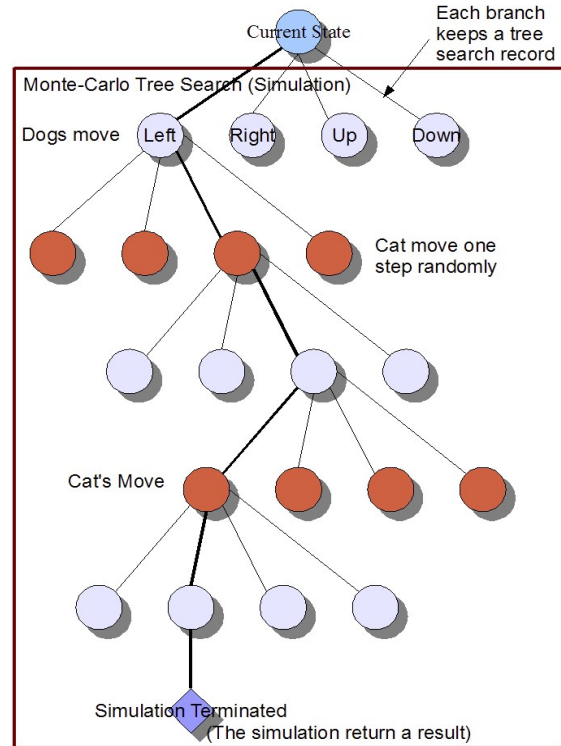 Current State
Each branch
keeps a tree
search record
Monte-Carlo Tree Search (Simulation)
Dogs move
Left
Right
Up
Down
Cat move one
step randomly
Cat's Move
Simulation Terminated
(The simulation return a result)